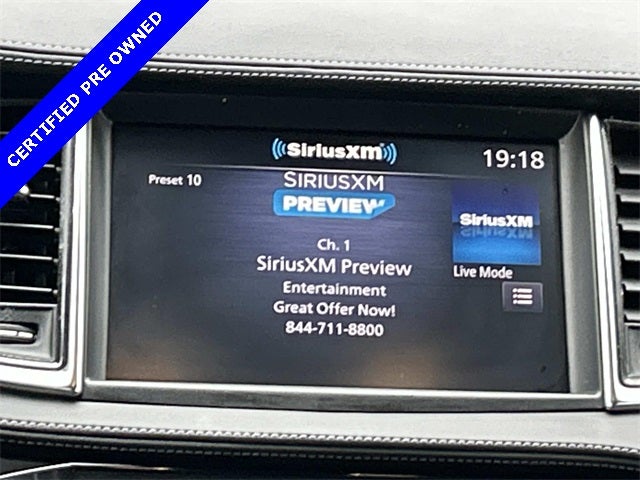 CERTIFIED PRE OWNED
SiriusXM
19:18
Preset 10
SIRIUSXM
PREVIEW
SiriusXM
Ch. 1
SiriusXM Preview
Live Mode
Entertainment
Great Offer Now!
844-711-8800